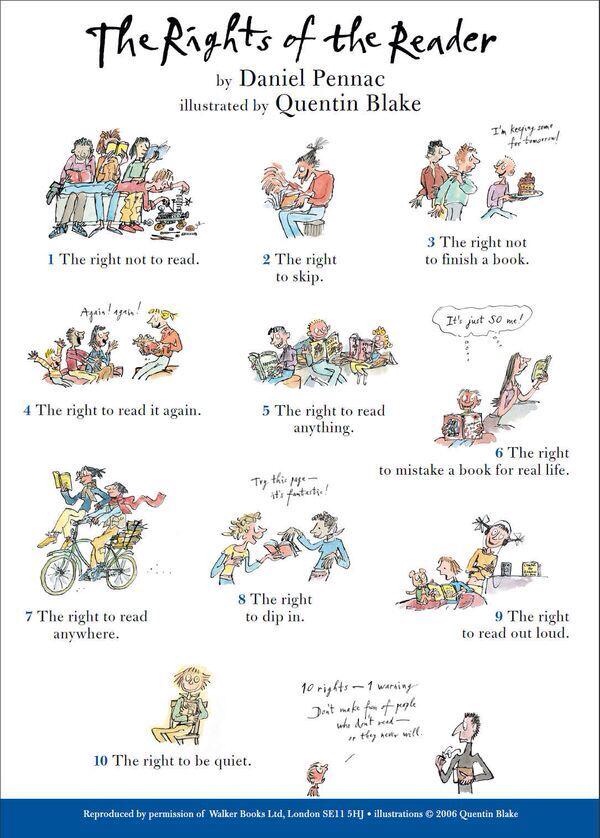 The Rights of the Reader
by Daniel Pennac
illustrated by Quentin Blake
I'm keeping some
for tomorrow!
1 The right not to read.
2 The right
to skip.
3 The right not
to finish a book.
Again! again!
4 The right to read it again.
5 The right to read
anything.
It's just SO me!
6 The right
to mistake a book for real life.
7 The right to read
anywhere.
Try this page —
it's fantastic!
8 The right
to dip in.
9 The right
to read out loud.
10 The right to be quiet.
10 rights — 1 warning
Don't make fun of people
who don't read —
or they never will.
Reproduced by permission of Walker Books Ltd, London SE11 5HJ • illustrations © 2006 Quentin Blake